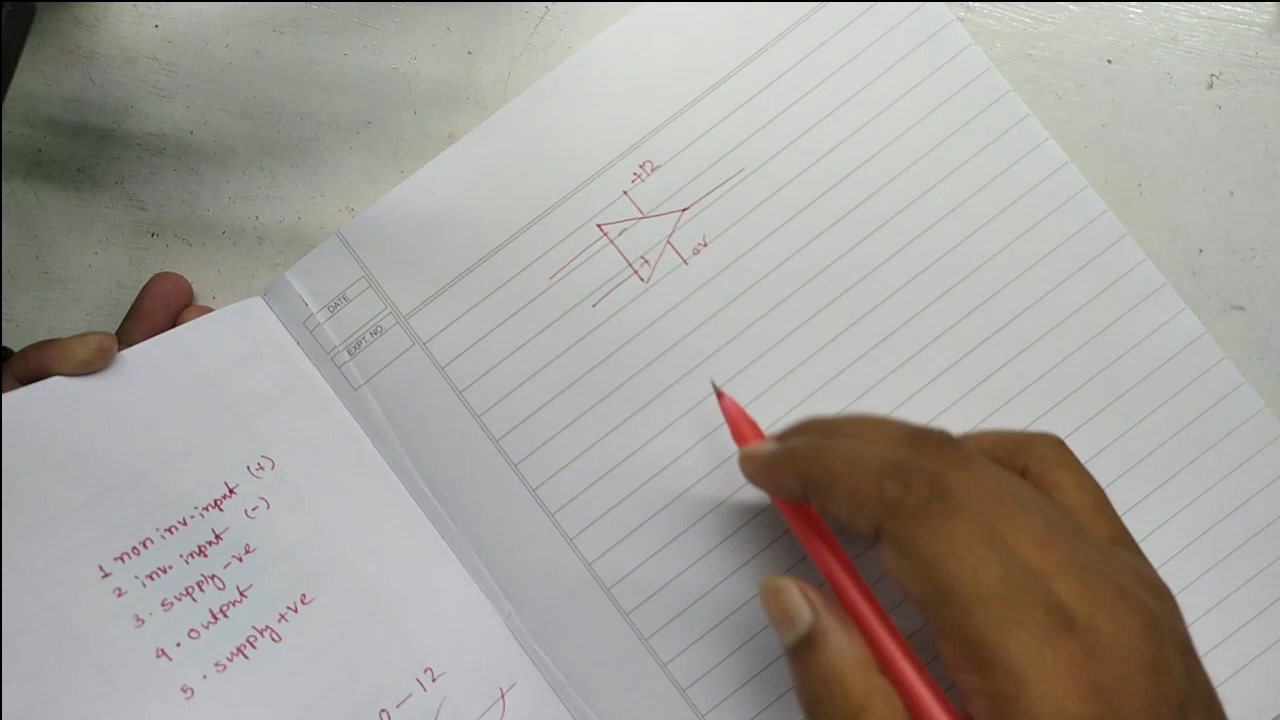 1 non inv. input (+)
2 inv. input (-)
3. supply -ve
4. output
5. supply +ve
0-12
DATE
EXPT. NO.
+12
-
+
0V